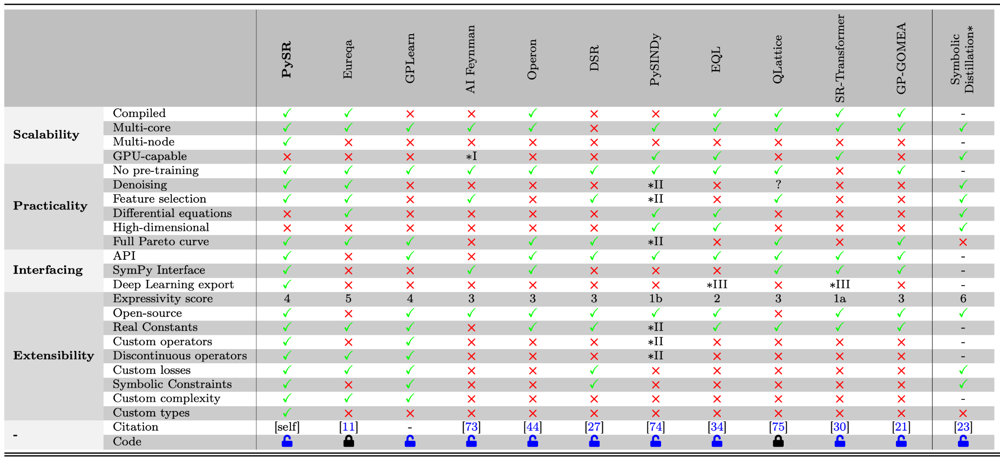 PySR Eureqa GPLearn AI Feynman Operon DSR PySINDy EQL QLattice SR-Transformer GP-GOMEA Symbolic Distillation*
Scalability
Compiled ✓ ✓ ✗ ✗ ✓ ✗ ✗ ✓ ✓ ✓ ✓ -
Multi-core ✓ ✓ ✓ ✓ ✓ ✗ ✓ ✓ ✓ ✓ ✓ ✓
Multi-node ✓ ✗ ✗ ✗ ✗ ✗ ✗ ✗ ✗ ✗ ✗ -
GPU-capable ✗ ✗ ✗ *I ✗ ✗ ✓ ✓ ✗ ✓ ✗ ✓
Practicality
No pre-training ✓ ✓ ✓ ✓ ✓ ✓ ✓ ✓ ✓ ✗ ✓ -
Denoising ✓ ✓ ✗ ✗ ✗ ✗ *II ✗ ? ✗ ✗ ✓
Feature selection ✓ ✓ ✗ ✓ ✗ ✓ *II ✗ ✓ ✗ ✗ ✓
Differential equations ✗ ✓ ✗ ✗ ✗ ✗ ✓ ✓ ✗ ✗ ✗ ✓
High-dimensional ✗ ✗ ✗ ✗ ✗ ✗ ✓ ✓ ✗ ✗ ✗ ✓
Full Pareto curve ✓ ✓ ✓ ✗ ✓ ✓ *II ✗ ✓ ✗ ✓ ✗
Interfacing
API ✓ ✗ ✓ ✗ ✓ ✓ ✓ ✓ ✓ ✓ ✓ -
SymPy Interface ✓ ✗ ✗ ✓ ✓ ✗ ✗ ✗ ✓ ✓ ✓ -
Deep Learning export ✓ ✗ ✗ ✗ ✗ ✗ ✗ *III ✗ *III ✗ -
Extensibility
Expressivity score 4 5 4 3 3 3 1b 2 3 1a 3 6
Open-source ✓ ✗ ✓ ✓ ✓ ✓ ✓ ✓ ✗ ✓ ✓ ✓
Real Constants ✓ ✓ ✓ ✗ ✓ ✓ *II ✓ ✓ ✓ ✓ -
Custom operators ✓ ✗ ✓ ✗ ✗ ✗ *II ✗ ✗ ✗ ✗ -
Discontinuous operators ✓ ✓ ✓ ✗ ✗ ✗ *II ✗ ✗ ✗ ✗ -
Custom losses ✓ ✓ ✓ ✗ ✗ ✓ ✗ ✗ ✗ ✗ ✗ ✓
Symbolic Constraints ✓ ✗ ✓ ✗ ✗ ✓ ✗ ✗ ✗ ✗ ✗ ✓
Custom complexity ✓ ✓ ✓ ✗ ✗ ✗ ✗ ✗ ✗ ✗ ✗ -
Custom types ✓ ✗ ✗ ✗ ✗ ✗ ✗ ✗ ✗ ✗ ✗ ✗
-
Citation [self] [11] - [73] [44] [27] [74] [34] [75] [30] [21] [23]
Code